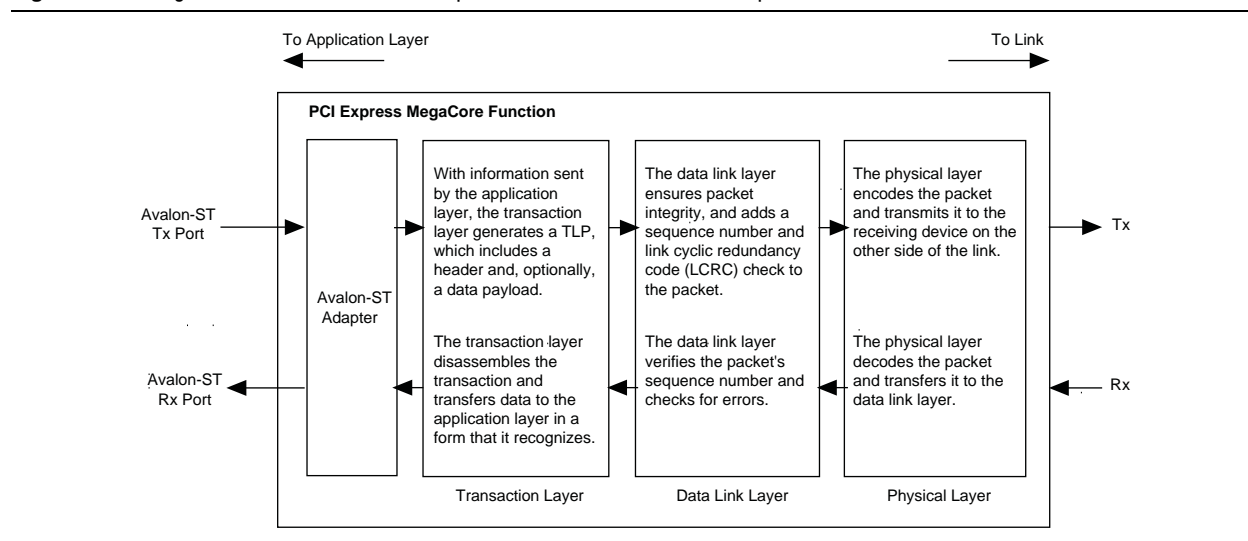 To Application Layer
To Link
PCI Express MegaCore Function
Avalon-ST
Tx Port
Avalon-ST
Rx Port
Avalon-ST
Adapter
With information sent
by the application
layer, the transaction
layer generates a TLP,
which includes a
header and, optionally,
a data payload.
The transaction layer
disassembles the
transaction and
transfers data to the
application layer in a
form that it recognizes.
Transaction Layer
The data link layer
ensures packet
integrity, and adds a
sequence number and
link cyclic redundancy
code (LCRC) check to
the packet.
The data link layer
verifies the packet's
sequence number and
checks for errors.
Data Link Layer
The physical layer
encodes the packet
and transmits it to the
receiving device on the
other side of the link.
The physical layer
decodes the packet
and transfers it to the
data link layer.
Physical Layer
Tx
Rx